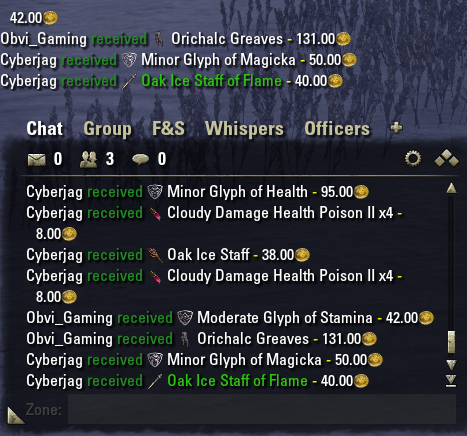 42.00
Obvi_Gaming received Orichalc Greaves - 131.00
Cyberjag received Minor Glyph of Magicka - 50.00
Cyberjag received Oak Ice Staff of Flame - 40.00
Chat Group F&S Whispers Officers +
0 3 0
Cyberjag received Minor Glyph of Health - 95.00
Cyberjag received Cloudy Damage Health Poison II x4 -
8.00
Cyberjag received Oak Ice Staff - 38.00
Cyberjag received Cloudy Damage Health Poison II x4 -
8.00
Obvi_Gaming received Moderate Glyph of Stamina - 42.00
Obvi_Gaming received Orichalc Greaves - 131.00
Cyberjag received Minor Glyph of Magicka - 50.00
Cyberjag received Oak Ice Staff of Flame - 40.00
Zone: